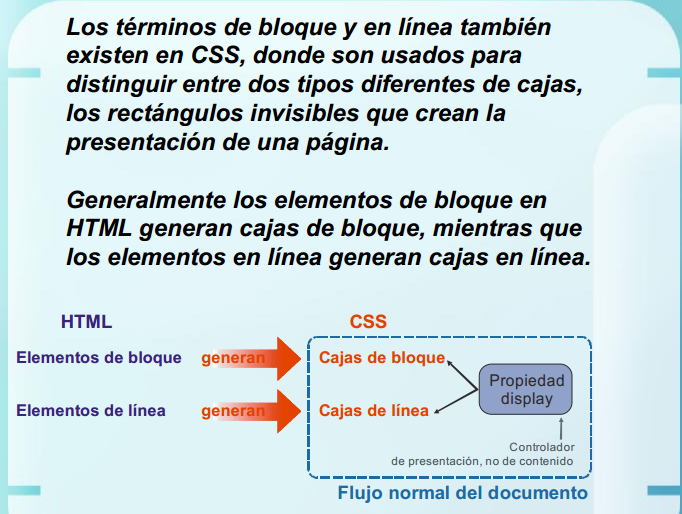 Los términos de bloque y en línea también
existen en CSS, donde son usados para
distinguir entre dos tipos diferentes de cajas,
los rectángulos invisibles que crean la
presentación de una página.
Generalmente los elementos de bloque en
HTML generan cajas de bloque, mientras que
los elementos en línea generan cajas en línea.
HTML
CSS
Elementos de bloque
generan
Cajas de bloque
Propiedad
display
Elementos de línea
generan
Cajas de línea
Controlador
de presentación, no de contenido
Flujo normal del documento